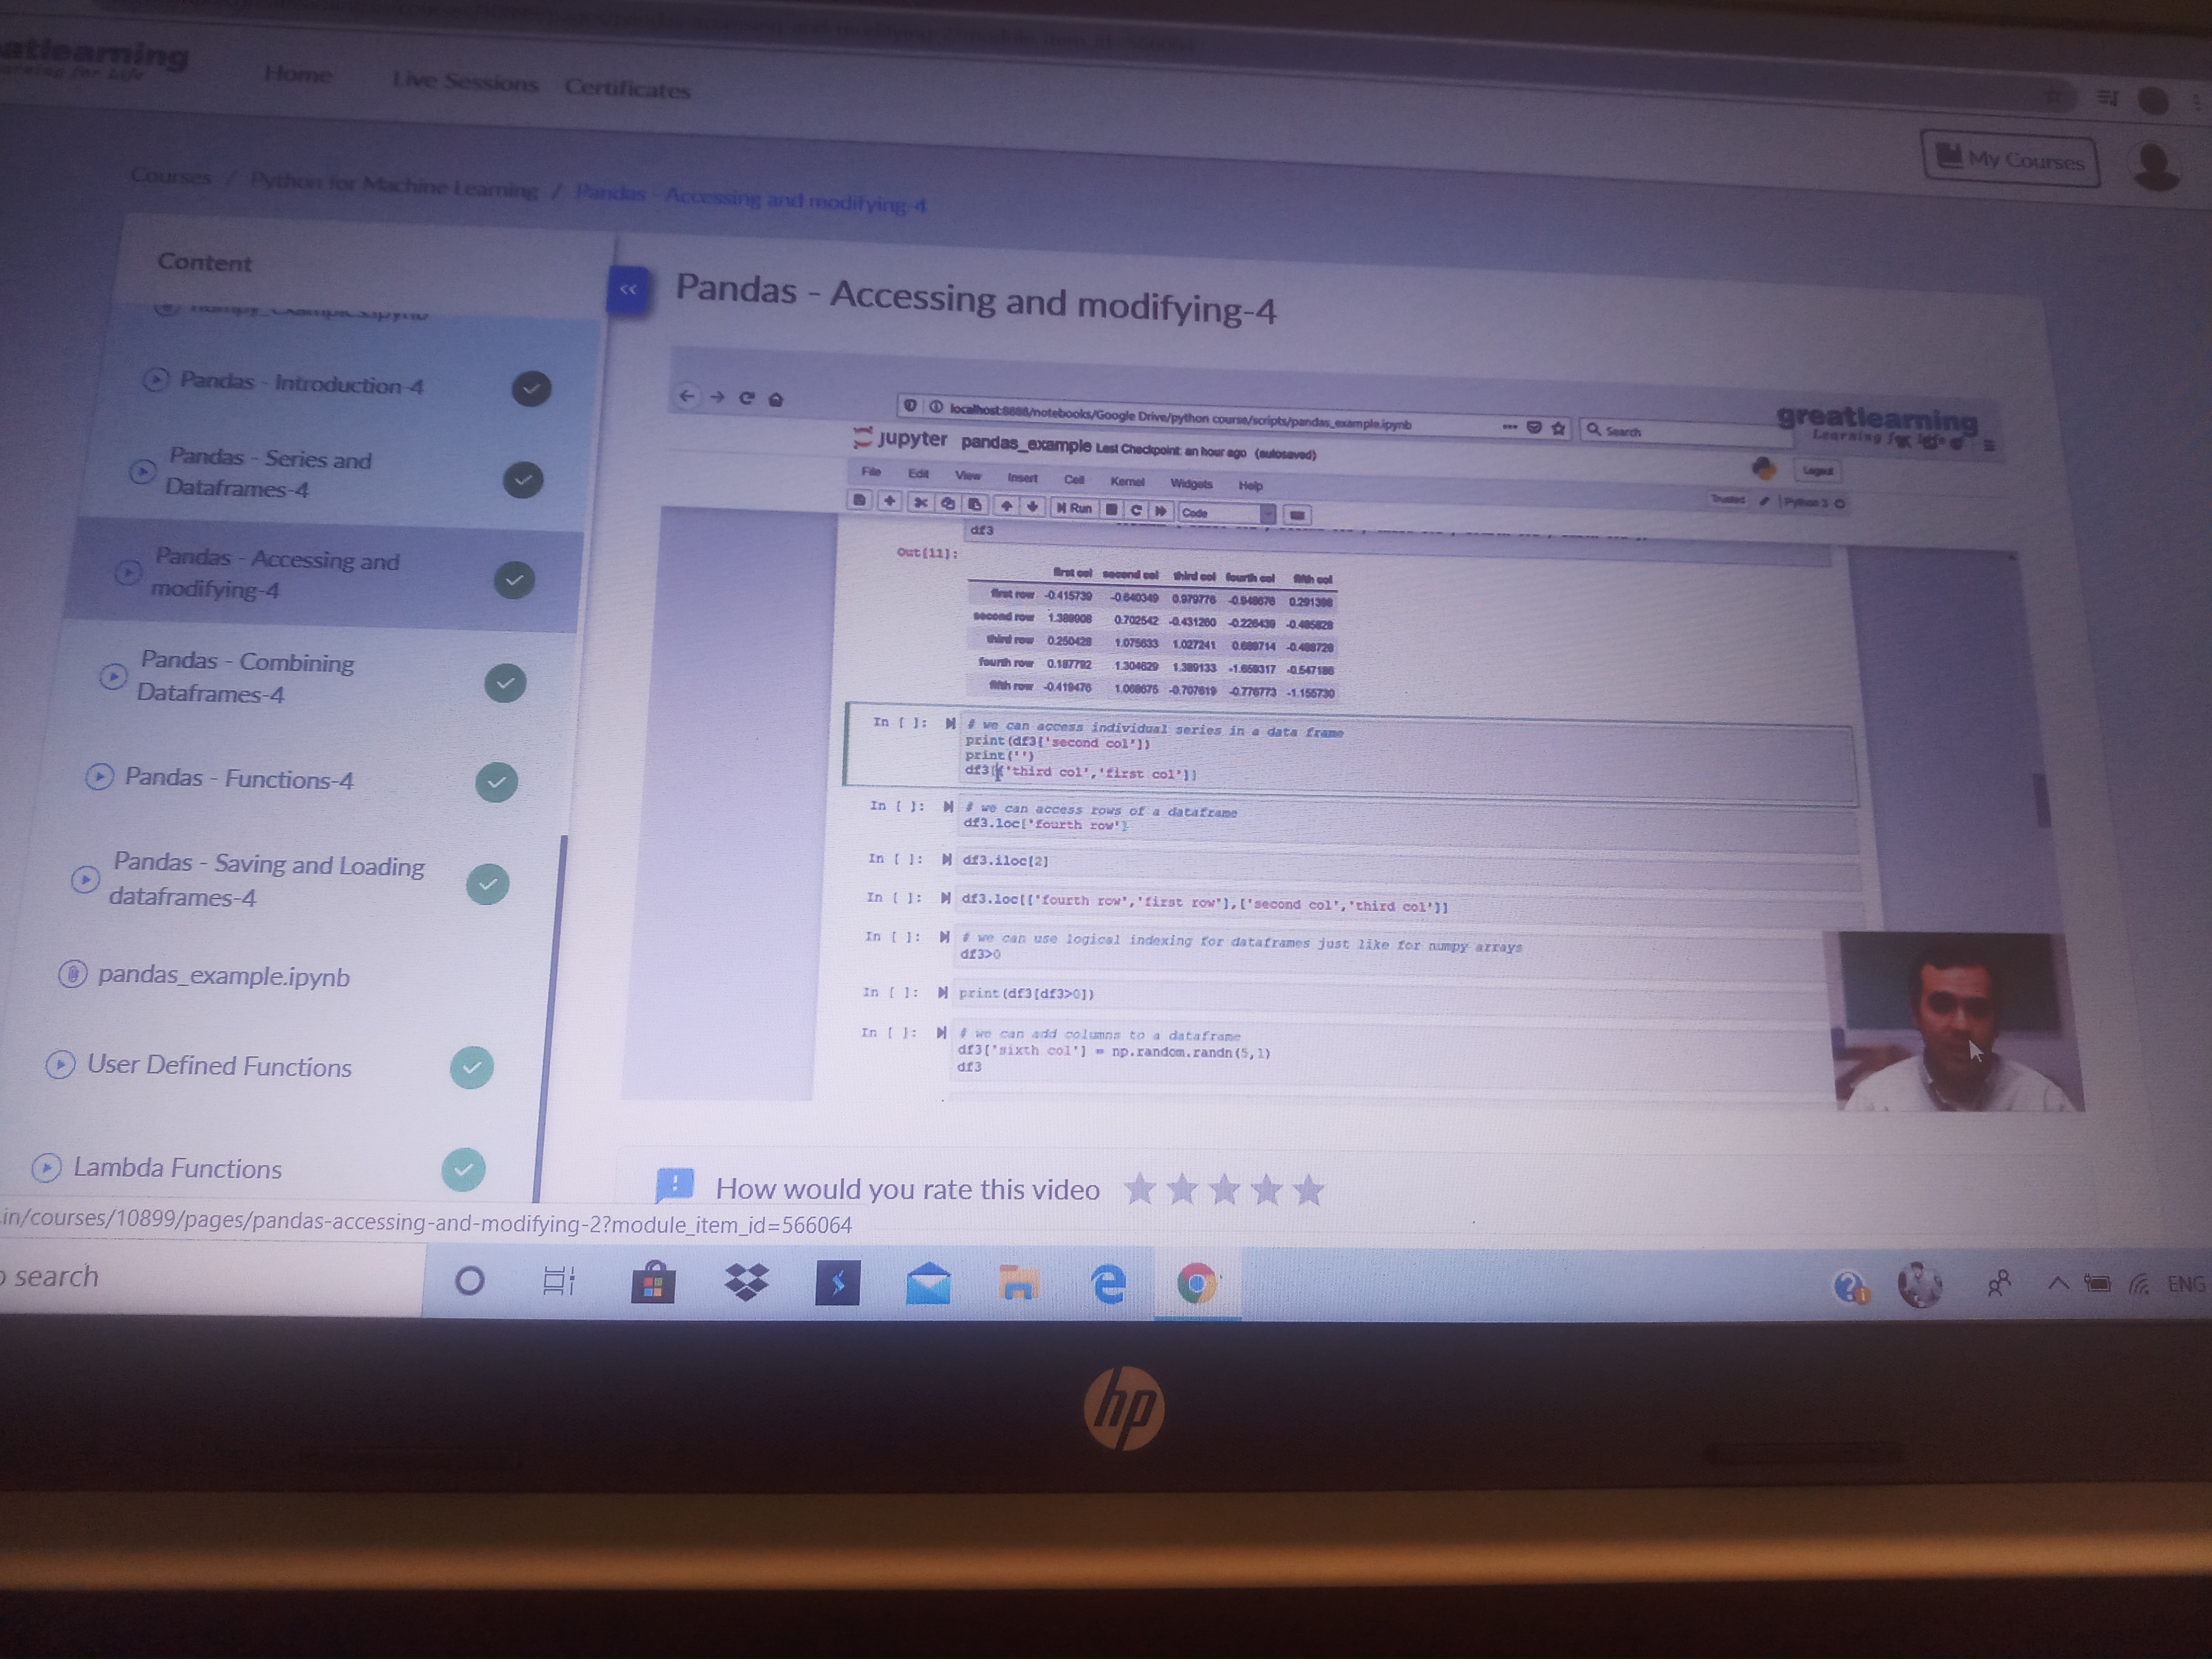 Home Live Sessions Certificates
My Courses
Courses / Python for Machine Learning / Pandas - Accessing and modifying-4
Content
Pandas - Introduction-4
Pandas - Series and
Dataframes-4
Pandas - Accessing and
modifying-4
Pandas - Combining
Dataframes-4
Pandas - Functions-4
Pandas - Saving and Loading
dataframes-4
pandas_example.ipynb
User Defined Functions
Lambda Functions
Pandas - Accessing and modifying-4
localhost:8888/notebooks/Google Drive/python course/scripts/pandas_example.ipynb
Search
greatlearning
Learning for Life
jupyter pandas_example Last Checkpoint: an hour ago (autosaved)
Logout
File Edit View Insert Cell Kernel Widgets Help
Trusted Python 3
Run Code
df3
Out[11]:
first col second col third col fourth col fifth col
first row -0.415739 -0.640349 0.979776 -0.948676 0.291398
second row 1.389908 0.702542 -0.431260 -0.226439 -0.485828
third row 0.250428 1.075633 1.027241 0.689714 -0.488729
fourth row 0.187792 1.304629 1.389133 -1.659317 -0.547186
fifth row -0.419476 1.068675 -0.707619 -0.776773 -1.155730
In [ ]: # we can access individual series in a data frame
print(df3['second col'])
print('')
df3[['third col','first col']]
In [ ]: # we can access rows of a dataframe
df3.loc['fourth row']
In [ ]: df3.iloc[2]
In [ ]: df3.loc[['fourth row','first row'],['second col','third col']]
In [ ]: # we can use logical indexing for dataframes just like for numpy arrays
df3>0
In [ ]: print(df3[df3>0])
In [ ]: # we can add columns to a dataframe
df3['sixth col'] = np.random.randn(5,1)
df3
How would you rate this video
.in/courses/10899/pages/pandas-accessing-and-modifying-2?module_item_id=566064
search
ENG
hp